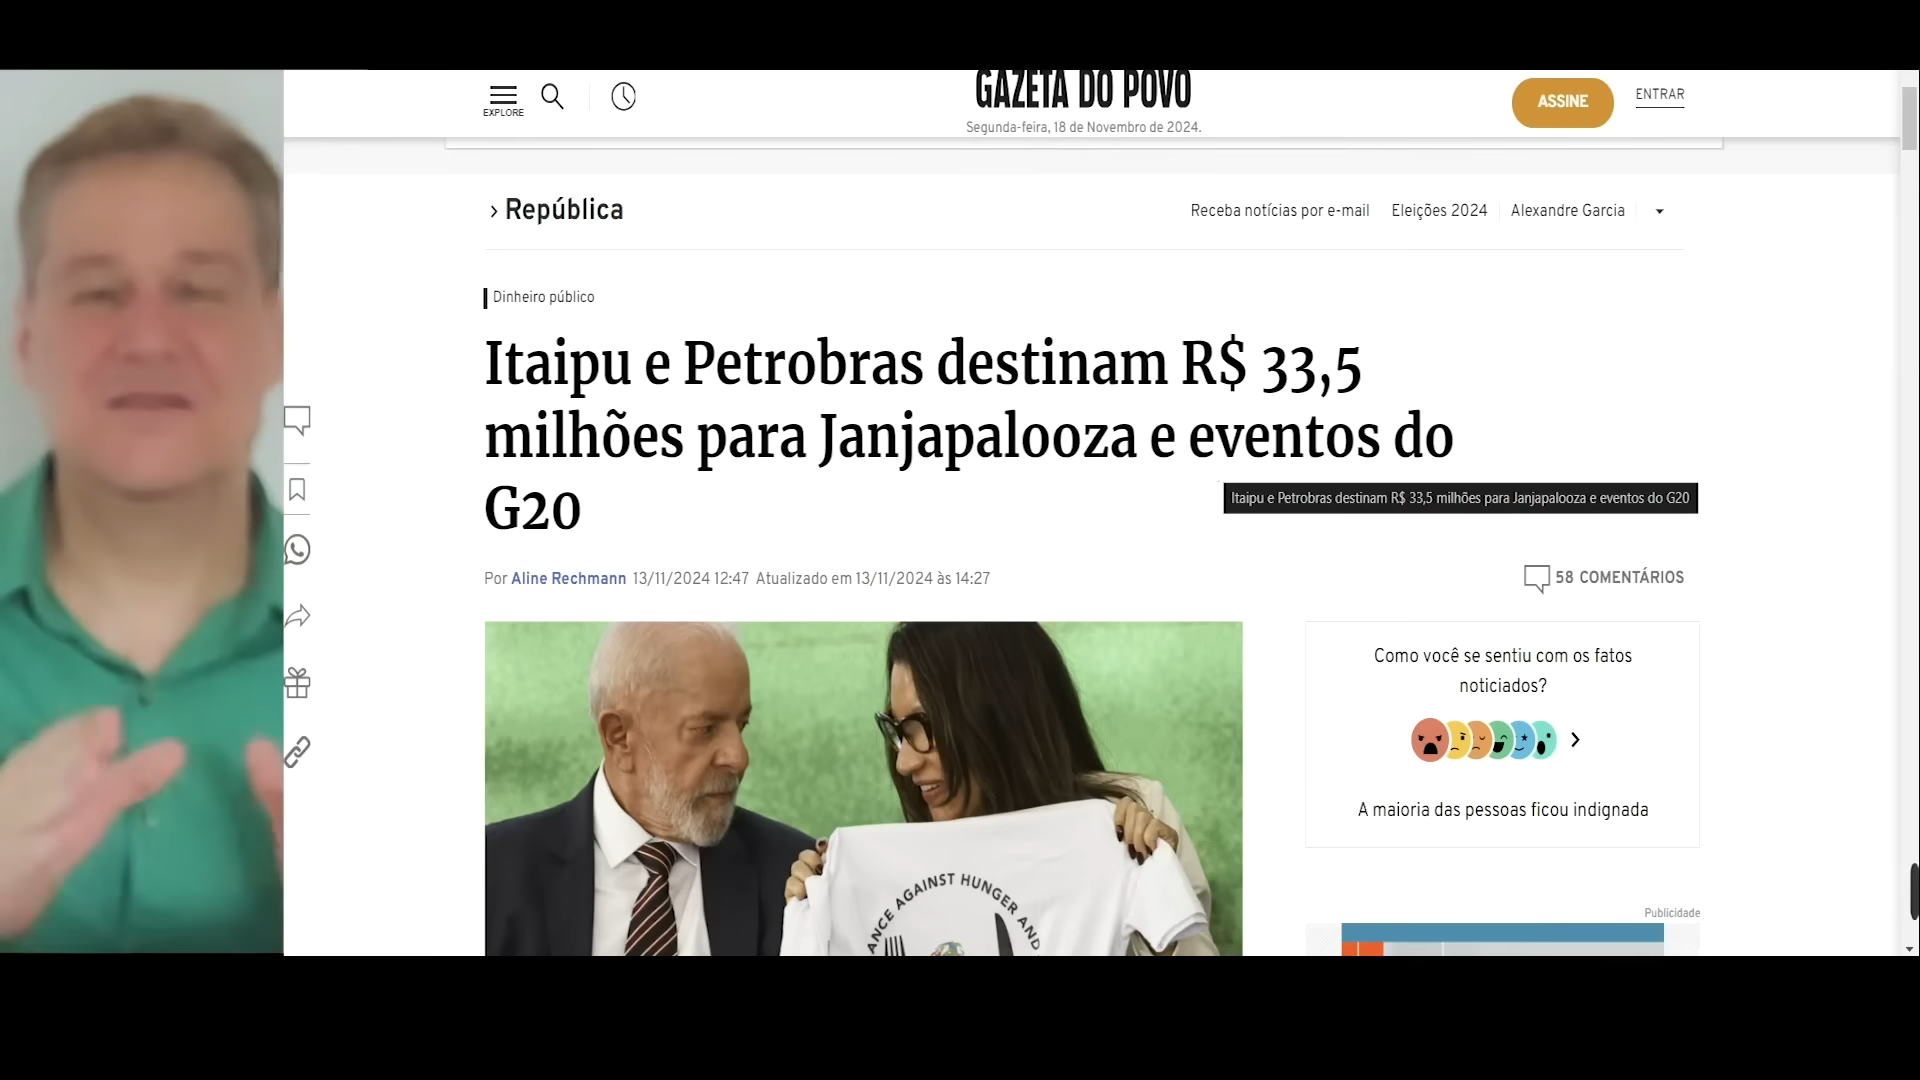 GAZETA DO POVO
EXPLORE
Segunda-feira, 18 de Novembro de 2024.
ASSINE
ENTRAR
República
Receba notícias por e-mail
Eleições 2024
Alexandre Garcia
Dinheiro público
Itaipu e Petrobras destinam R$ 33,5
milhões para Janjapalooza e eventos do
G20
Itaipu e Petrobras destinam R$ 33,5 milhões para Janjapalooza e eventos do G20
Por Aline Rechmann 13/11/2024 12:47 Atualizado em 13/11/2024 às 14:27
58 COMENTÁRIOS
Como você se sentiu com os fatos
noticiados?
A maioria das pessoas ficou indignada
ANCE AGAINST HUNGER AND
Publicidade